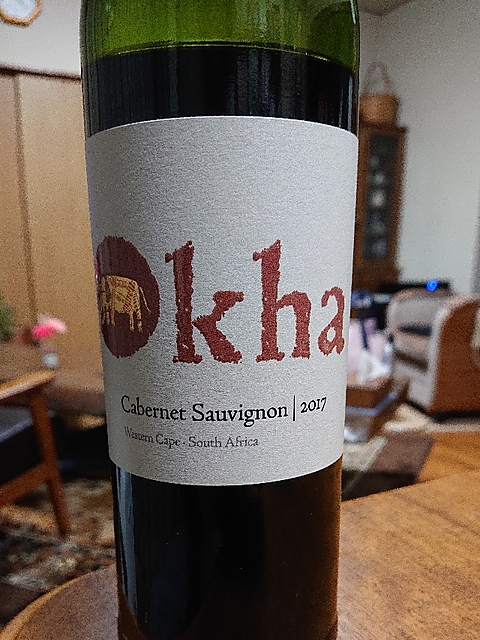 Okha
Cabernet Sauvignon | 2017
Western Cape - South Africa